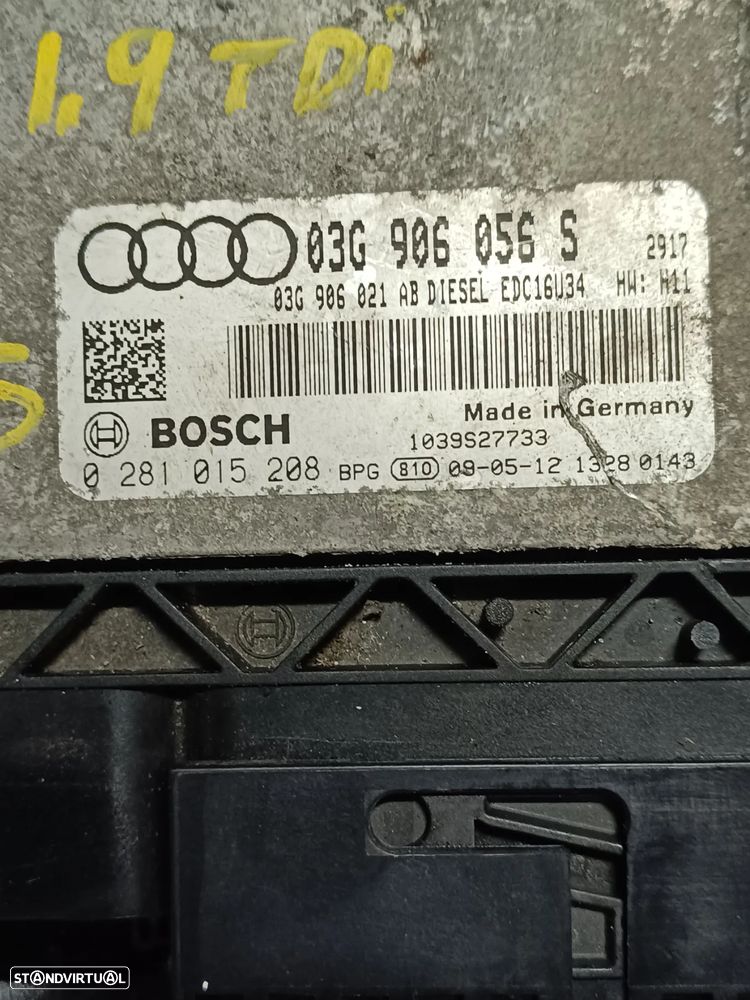 1.9 TDi
03G 906 056 S 2917
03G 906 021 AB DIESEL EDC16U34 HW: H11
5
Made in Germany
BOSCH
1039S27733
0 281 015 208 BPG 810 09-05-12 1328 0143
STANDVIRTUAL